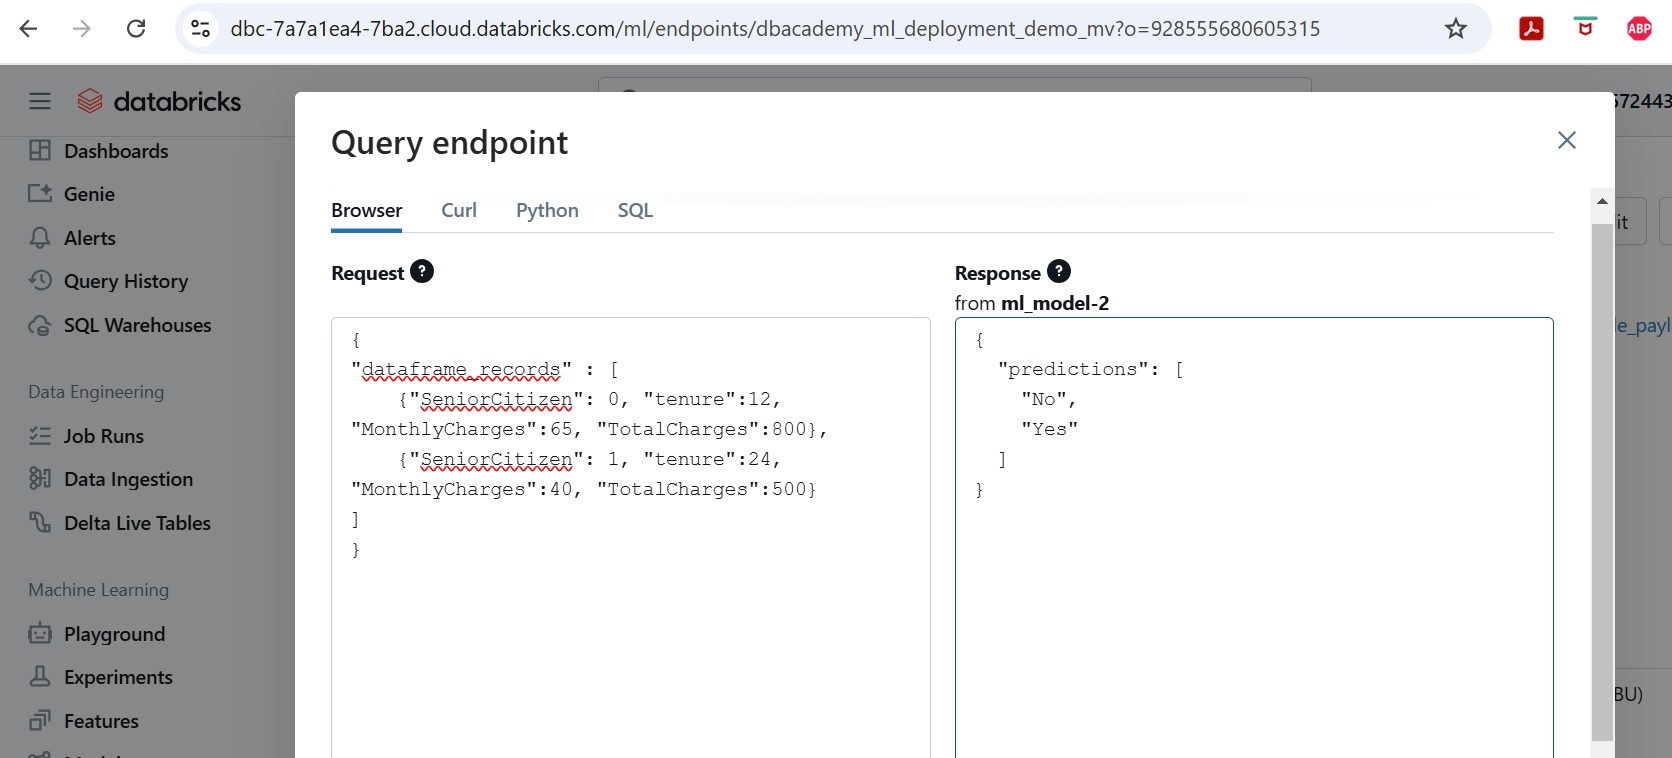 dbc-7a7a1ea4-7ba2.cloud.databricks.com/ml/endpoints/dbacademy_ml_deployment_demo_mv?o=928555680605315
ABP
databricks
572443
Dashboards
Genie
Alerts
Query History
SQL Warehouses
Data Engineering
Job Runs
Data Ingestion
Delta Live Tables
Machine Learning
Playground
Experiments
Features
Query endpoint
Browser Curl Python SQL
Request ?
{
"dataframe_records" : [
{"SeniorCitizen": 0, "tenure":12,
"MonthlyCharges":65, "TotalCharges":800},
{"SeniorCitizen": 1, "tenure":24,
"MonthlyCharges":40, "TotalCharges":500}
]
}
Response ?
from ml_model-2
{
"predictions": [
"No",
"Yes"
]
}
it
le_payl
BU)